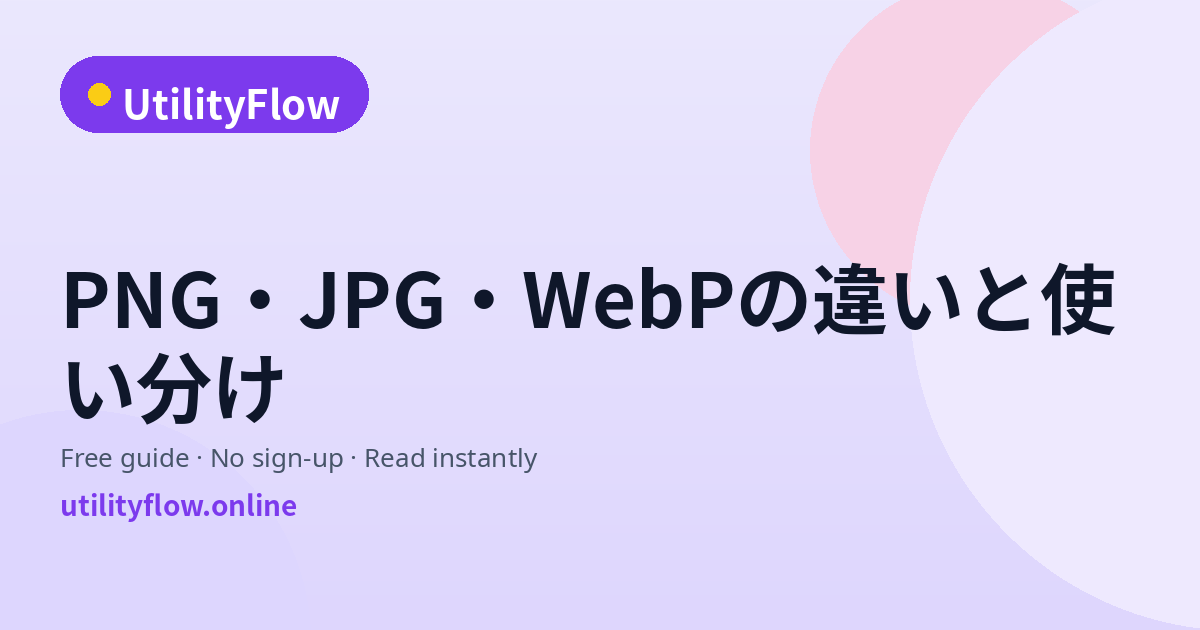 UtilityFlow
PNG・JPG・WebPの違いと使
い分け
Free guide · No sign-up · Read instantly
utilityflow.online